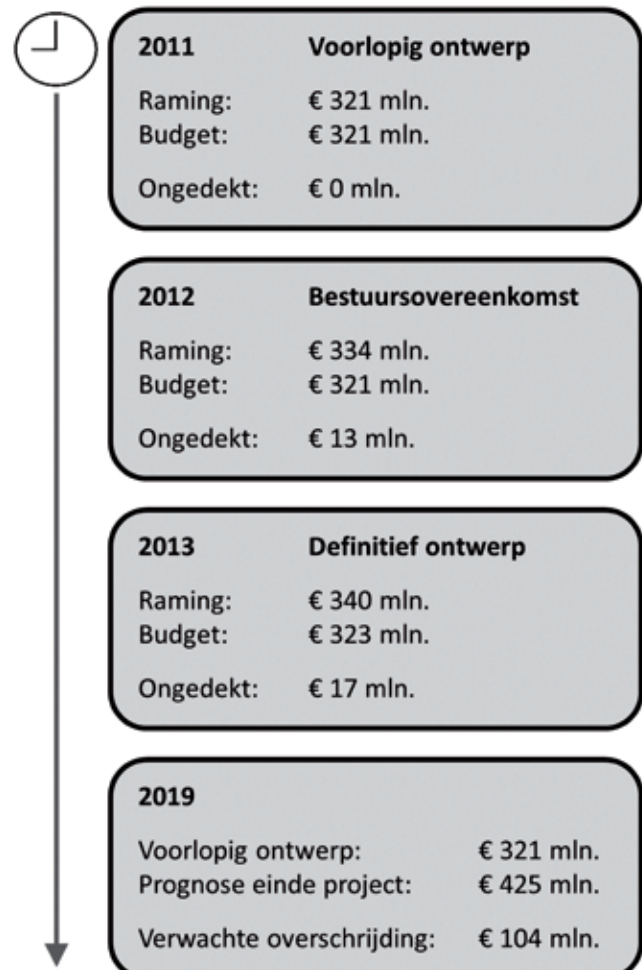 2011 Voorlopig ontwerp
Raming: € 321 mln.
Budget: € 321 mln.
Ongedekt: € 0 mln.
2012 Bestuursovereenkomst
Raming: € 334 mln.
Budget: € 321 mln.
Ongedekt: € 13 mln.
2013 Definitief ontwerp
Raming: € 340 mln.
Budget: € 323 mln.
Ongedekt: € 17 mln.
2019
Voorlopig ontwerp: € 321 mln.
Prognose einde project: € 425 mln.
Verwachte overschrijding: € 104 mln.